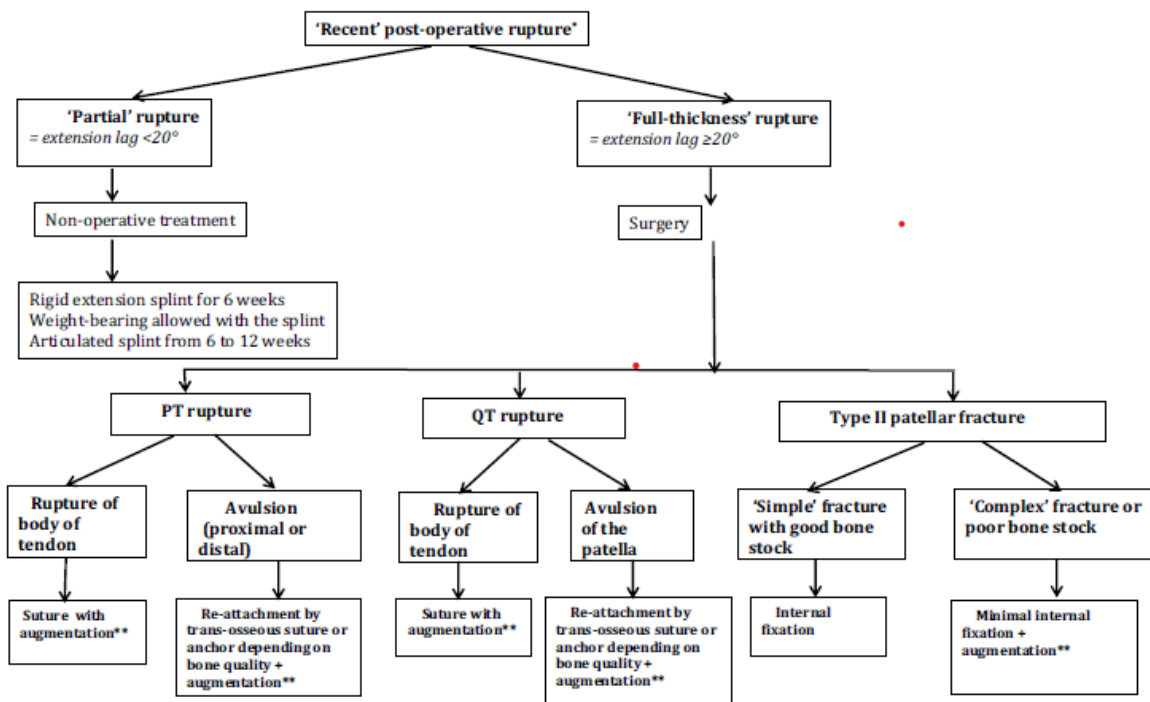 ‘Recent’ post-operative rupture*
‘Partial’ rupture
= extension lag <20°
‘Full-thickness’ rupture
= extension lag ≥20°
Non-operative treatment
Surgery
Rigid extension splint for 6 weeks
Weight-bearing allowed with the splint
Articulated splint from 6 to 12 weeks
PT rupture
QT rupture
Type II patellar fracture
Rupture of
body of
tendon
Avulsion
(proximal or
distal)
Rupture of
body of
tendon
Avulsion
of the
patella
‘Simple’ fracture
with good bone
stock
‘Complex’ fracture or
poor bone stock
Suture with
augmentation**
Re-attachment by
trans-osseous suture or
anchor depending on
bone quality +
augmentation**
Suture with
augmentation**
Re-attachment by
trans-osseous suture or
anchor depending on
bone quality +
augmentation**
Internal
fixation
Minimal internal
fixation +
augmentation**